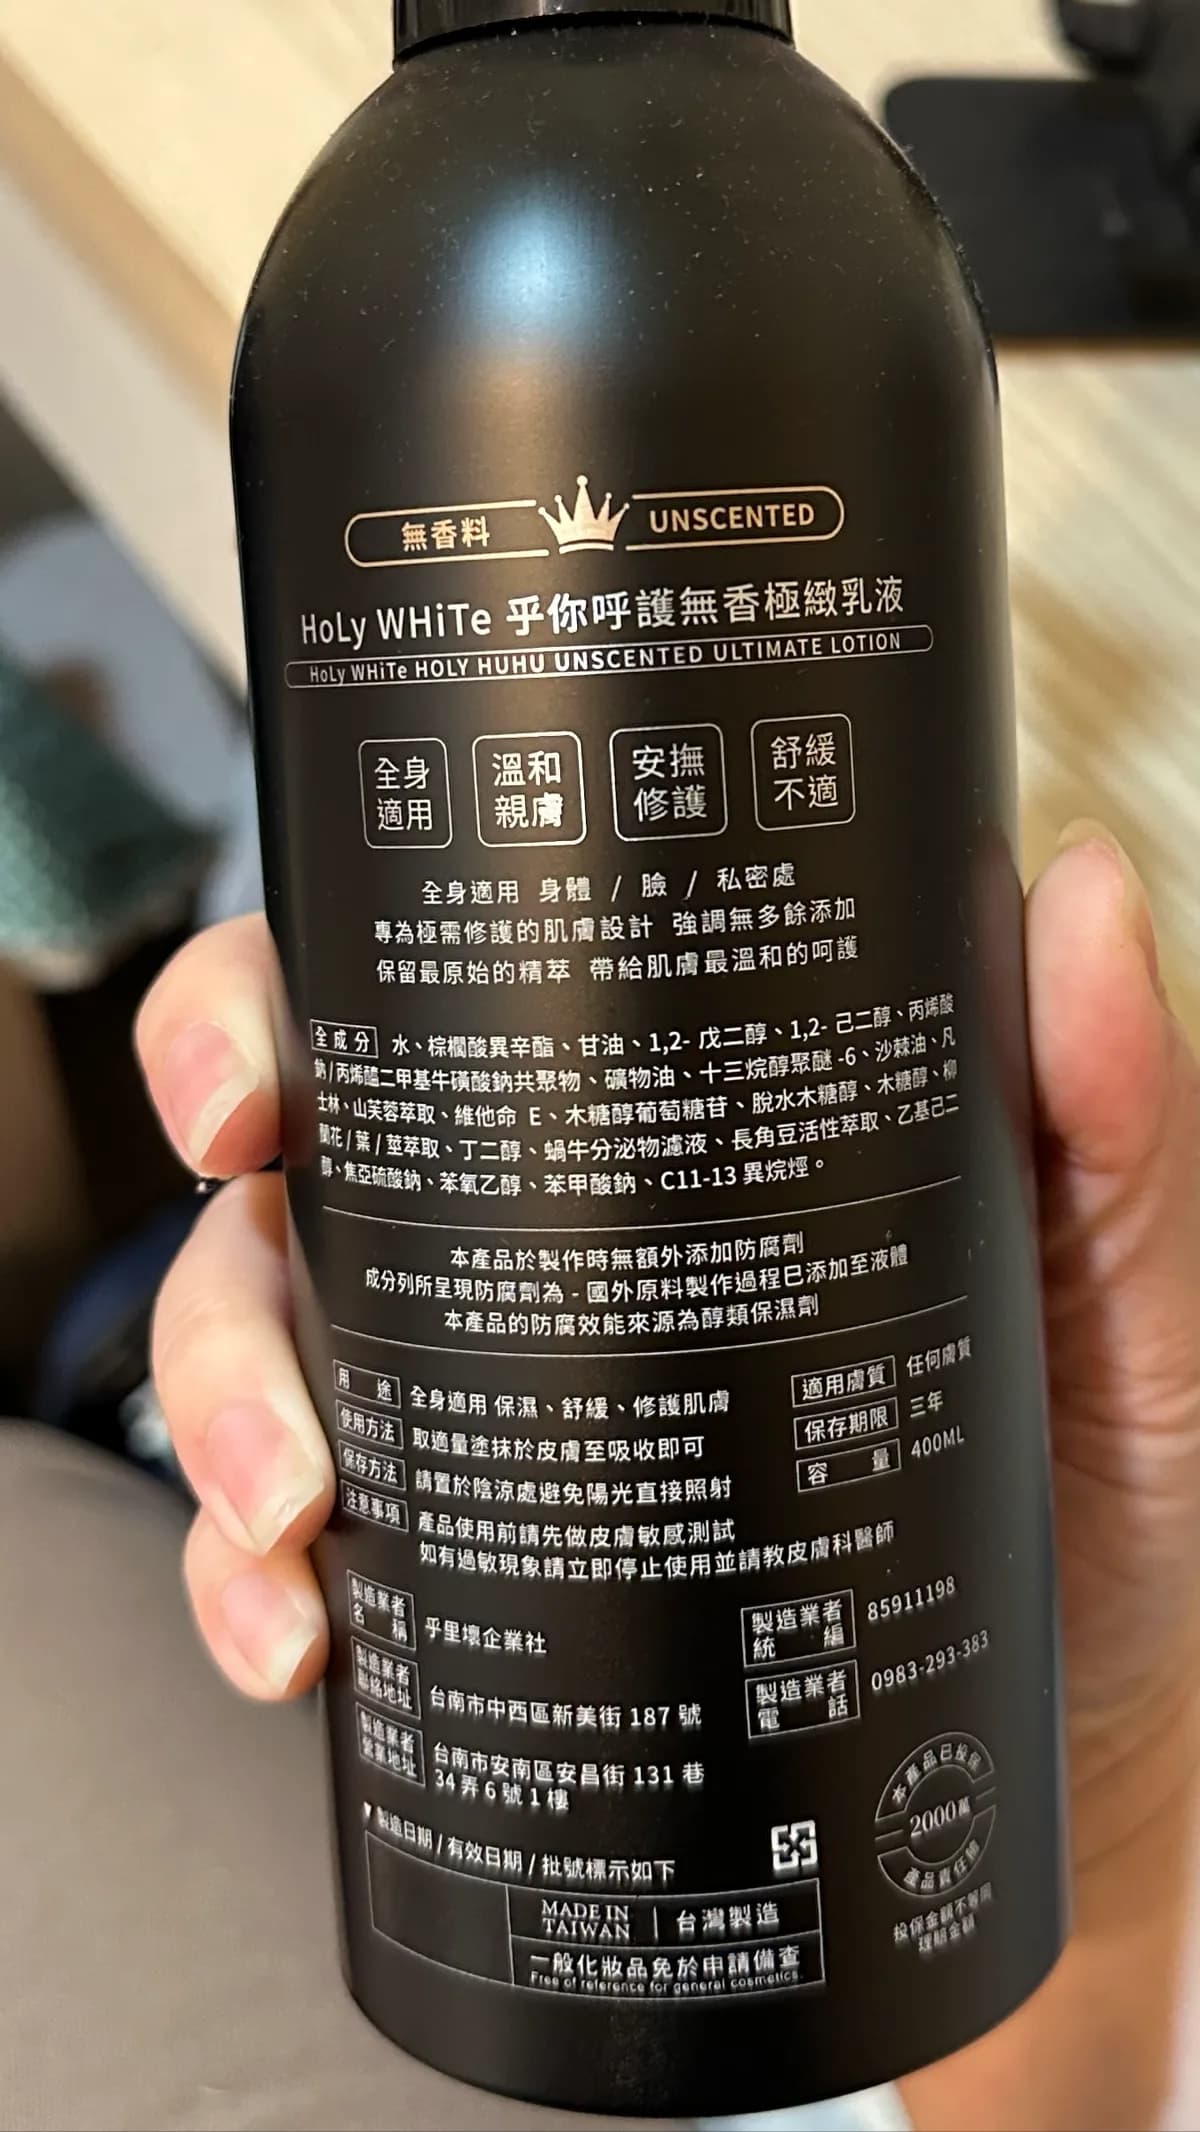 無香料 UNSCENTED
HoLy WHiTe 乎你呼護無香極緻乳液
HoLy WHiTe HOLY HUHU UNSCENTED ULTIMATE LOTION
全身適用 溫和親膚 安撫修護 舒緩不適
全身適用 身體 / 臉 / 私密處
專為極需修護的肌膚設計 強調無多餘添加
保留最原始的精萃 帶給肌膚最溫和的呵護
全成分 水、棕櫚酸異辛酯、甘油、1,2- 戊二醇、1,2- 己二醇、丙烯酸
鈉/丙烯醯二甲基牛磺酸鈉共聚物、礦物油、十三烷醇聚醚-6、沙棘油、凡
士林、山芙蓉萃取、維他命 E、木糖醇葡萄糖苷、脫水木糖醇、木糖醇、柳
蘭花/葉/莖萃取、丁二醇、蝸牛分泌物濾液、長角豆活性萃取、乙基己二
醇、焦亞硫酸鈉、苯氧乙醇、苯甲酸鈉、C11-13 異烷烴。
本產品於製作時無額外添加防腐劑
成分列所呈現防腐劑為 - 國外原料製作過程已添加至液體
本產品的防腐效能來源為醇類保濕劑
用途 全身適用 保濕、舒緩、修護肌膚
使用方法 取適量塗抹於皮膚至吸收即可
保存方法 請置於陰涼處避免陽光直接照射
注意事項 產品使用前請先做皮膚敏感測試
如有過敏現象請立即停止使用並請教皮膚科醫師
適用膚質 任何膚質
保存期限 三年
容量 400ML
製造業者名稱 乎里壞企業社
製造業者聯絡地址 台南市中西區新美街 187 號
製造業者營業地址 台南市安南區安昌街 131 巷
34 弄 6 號 1 樓
製造業者統編 85911198
製造業者電話 0983-293-383
▼製造日期/有效日期/批號標示如下
MADE IN TAIWAN | 台灣製造
一般化妝品免於申請備查
Free of reference for general cosmetics.
本產品已投保
2000萬
產品責任險
投保金額不等同
理賠金額